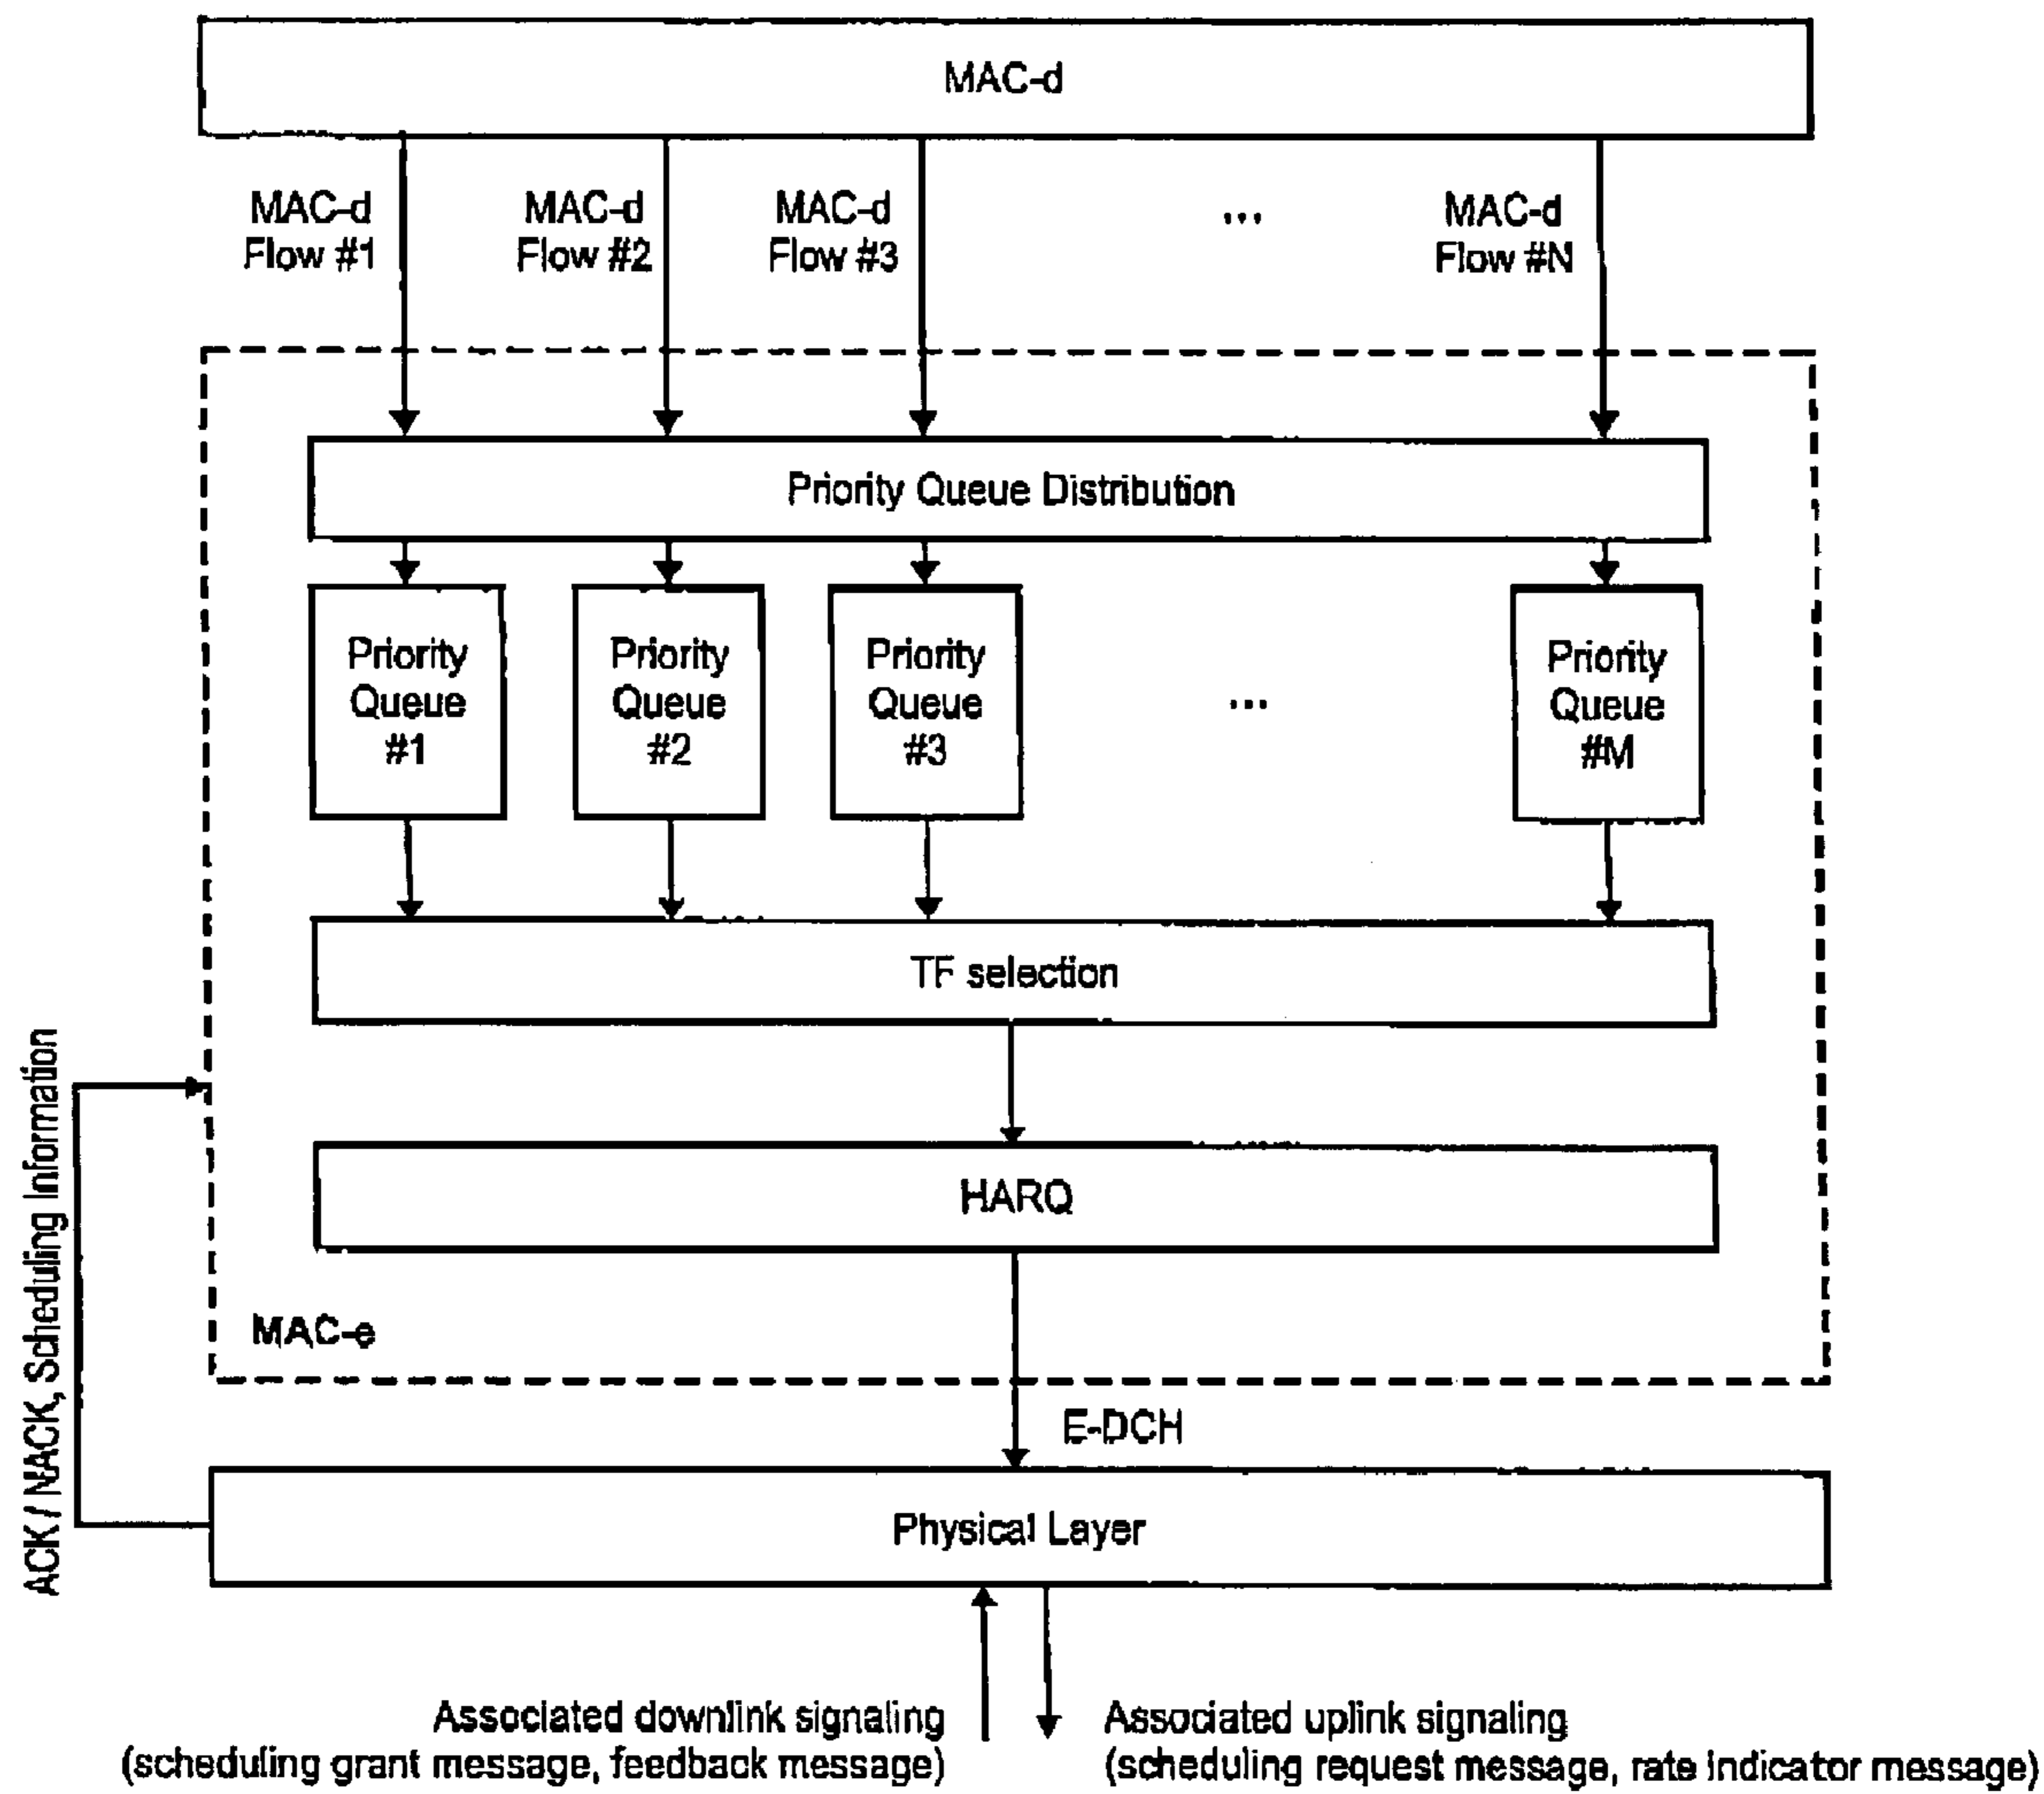 MAC-d
MAC-d
Flow #1
MAC-d
Flow #2
MAC-d
Flow #3
...
MAC-d
Flow #N
Priority Queue Distribution
Priority
Queue
#1
Priority
Queue
#2
Priority
Queue
#3
...
Priority
Queue
#M
TF selection
HARQ
MAC-e
E-DCH
ACK / NACK, Scheduling Information
Physical Layer
Associated downlink signaling
(scheduling grant message, feedback message)
Associated uplink signaling
(scheduling request message, rate indicator message)